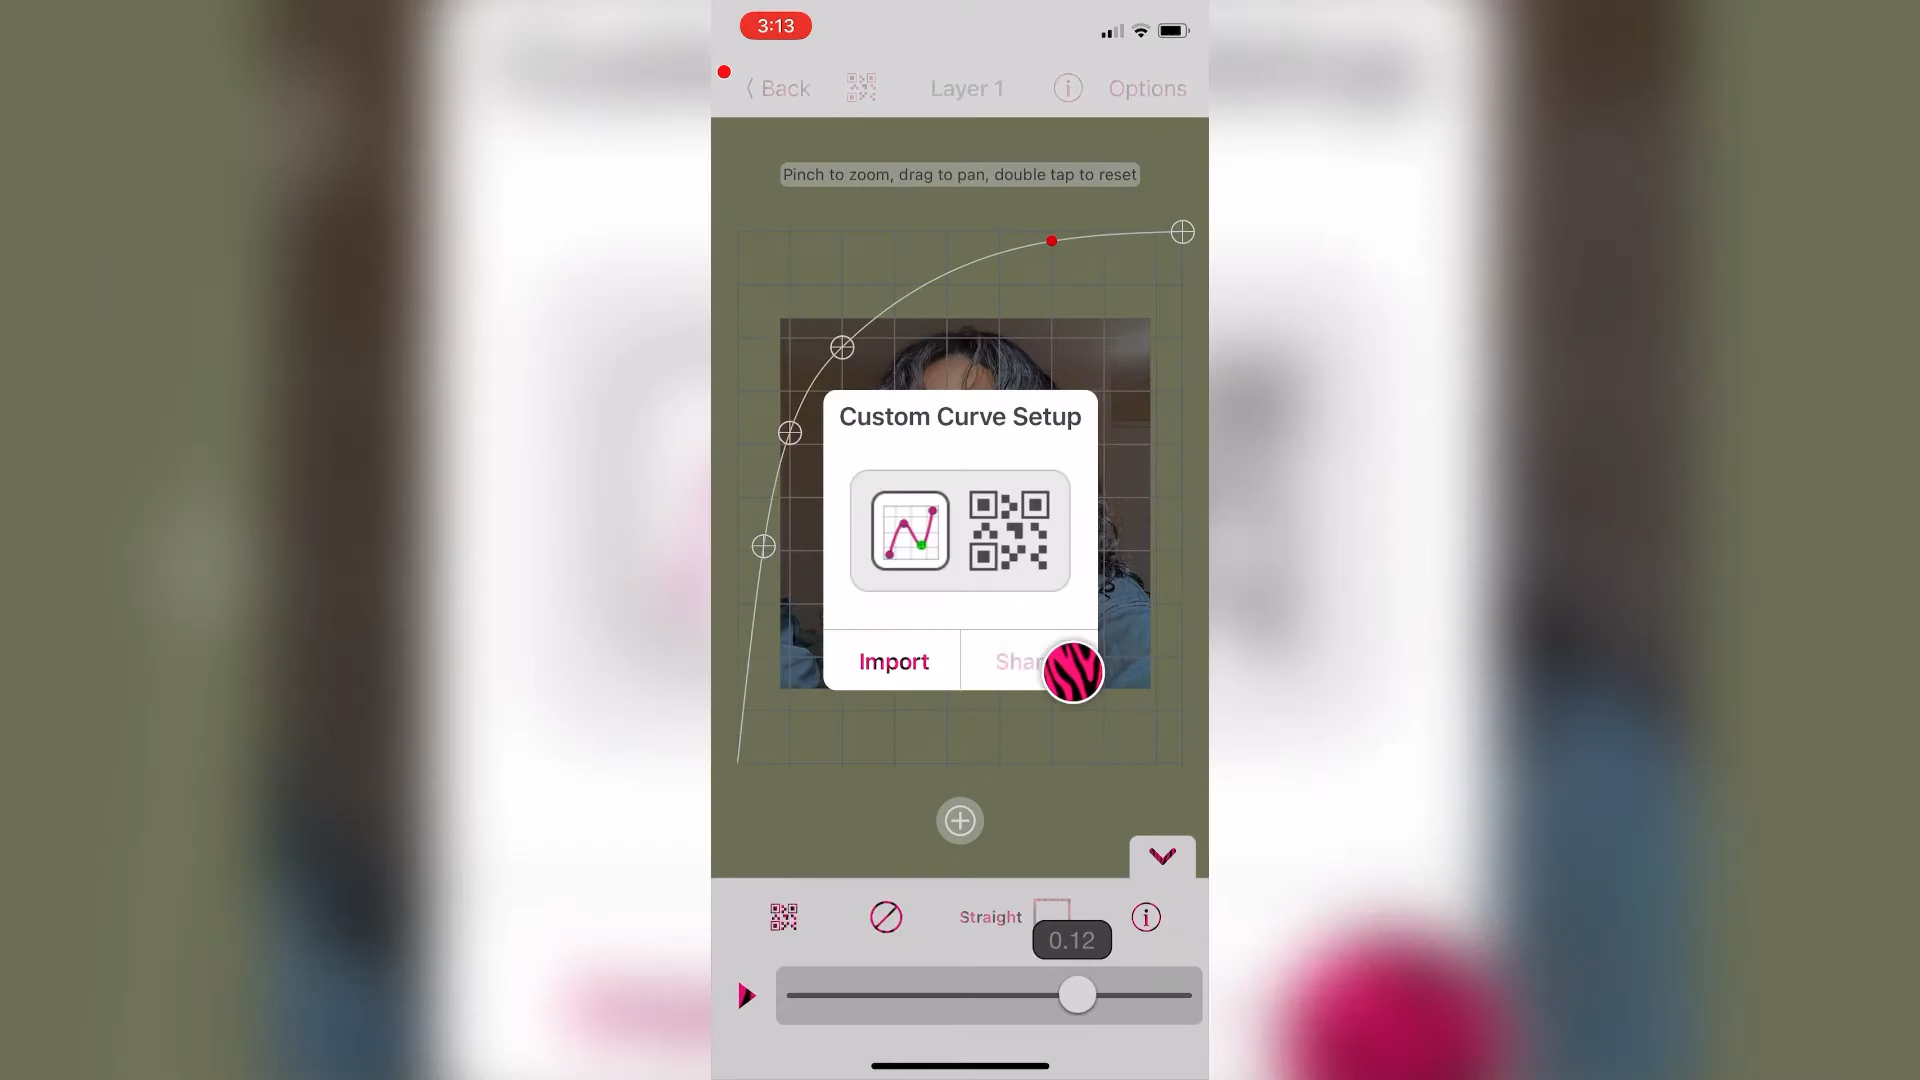 3:13
Back
Layer 1
Options
Pinch to zoom, drag to pan, double tap to reset
Custom Curve Setup
Import
Straight
0.12